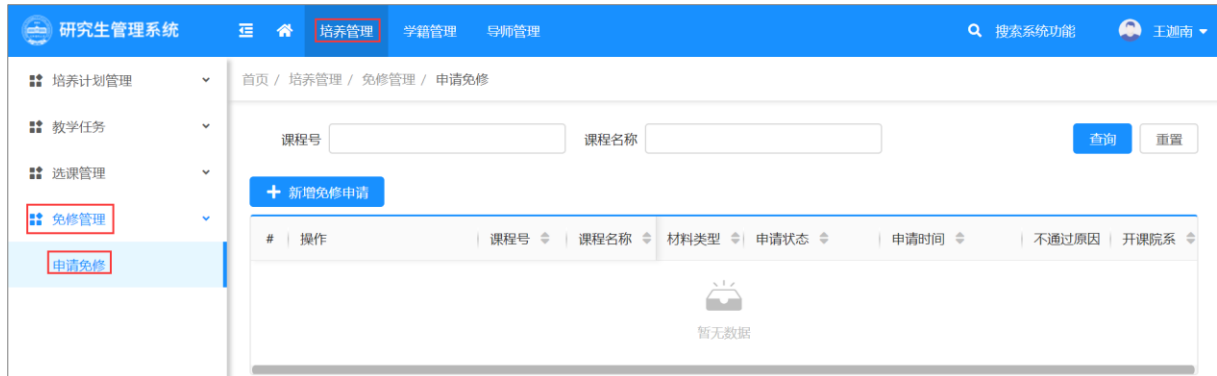 研究生管理系统 培养管理 学籍管理 导师管理 搜索系统功能 王迦南
培养计划管理
教学任务
选课管理
免修管理
申请免修
首页 / 培养管理 / 免修管理 / 申请免修
课程号 课程名称 查询 重置
+ 新增免修申请
# 操作 课程号 课程名称 材料类型 申请状态 申请时间 不通过原因 开课院系
暂无数据